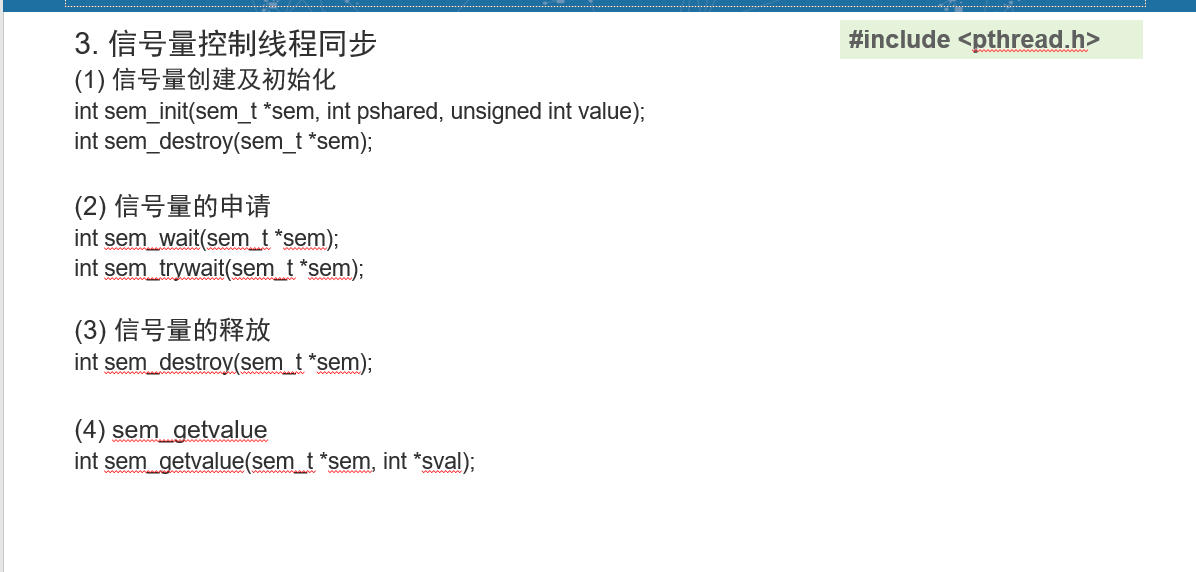 3. 信号量控制线程同步
#include <pthread.h>
(1) 信号量创建及初始化
int sem_init(sem_t *sem, int pshared, unsigned int value);
int sem_destroy(sem_t *sem);
(2) 信号量的申请
int sem_wait(sem_t *sem);
int sem_trywait(sem_t *sem);
(3) 信号量的释放
int sem_destroy(sem_t *sem);
(4) sem_getvalue
int sem_getvalue(sem_t *sem, int *sval);